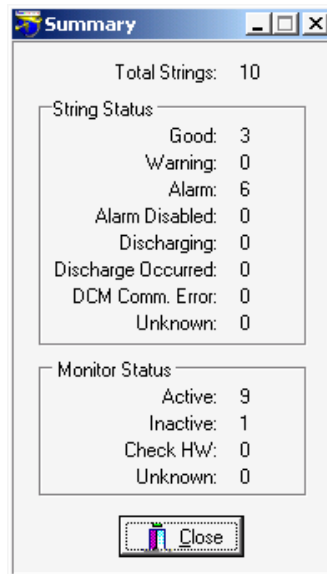 Summary
Total Strings: 10
String Status
Good: 3
Warning: 0
Alarm: 6
Alarm Disabled: 0
Discharging: 0
Discharge Occurred: 0
DCM Comm. Error: 0
Unknown: 0
Monitor Status
Active: 9
Inactive: 1
Check HW: 0
Unknown: 0
Close